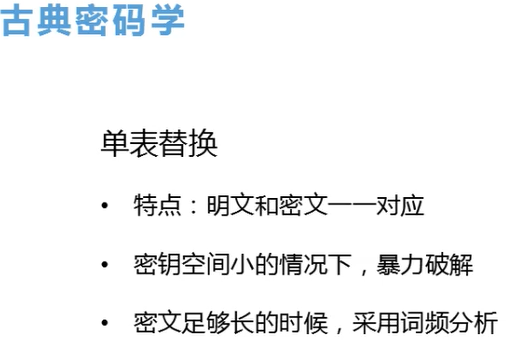 古典密码学
单表替换
• 特点：明文和密文一一对应
• 密钥空间小的情况下，暴力破解
• 密文足够长的时候，采用词频分析